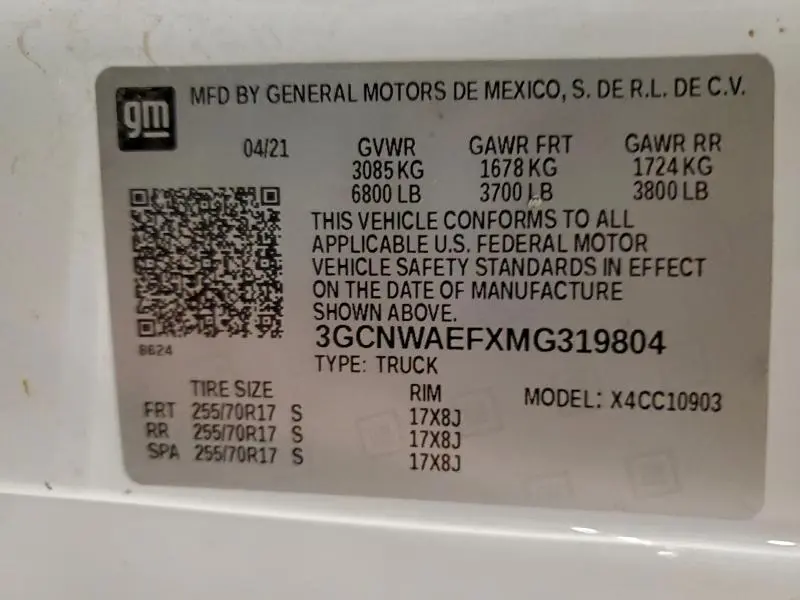 gm
MFD BY GENERAL MOTORS DE MEXICO, S. DE R.L. DE C.V.
04/21 GVWR GAWR FRT GAWR RR
3085 KG 1678 KG 1724 KG
6800 LB 3700 LB 3800 LB
THIS VEHICLE CONFORMS TO ALL
APPLICABLE U.S. FEDERAL MOTOR
VEHICLE SAFETY STANDARDS IN EFFECT
ON THE DATE OF MANUFACTURE
SHOWN ABOVE.
8624
3GCNWAEFXMG319804
TYPE: TRUCK
TIRE SIZE RIM MODEL: X4CC10903
FRT 255/70R17 S 17X8J
RR 255/70R17 S 17X8J
SPA 255/70R17 S 17X8J